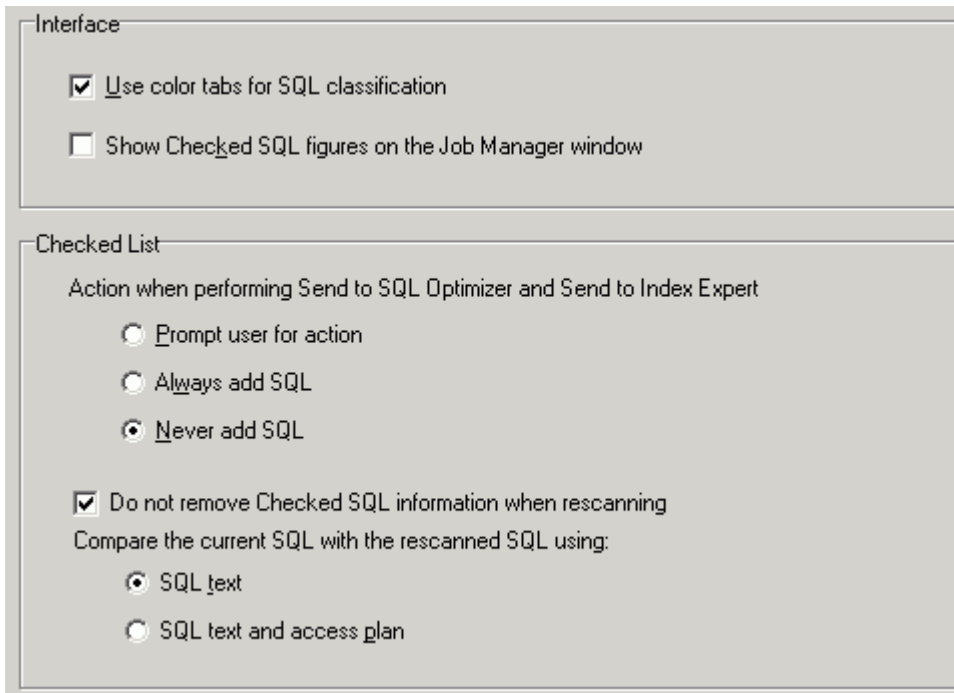 Interface
Use color tabs for SQL classification
Show Checked SQL figures on the Job Manager window
Checked List
Action when performing Send to SQL Optimizer and Send to Index Expert
Prompt user for action
Always add SQL
Never add SQL
Do not remove Checked SQL information when rescanning
Compare the current SQL with the rescanned SQL using:
SQL text
SQL text and access plan